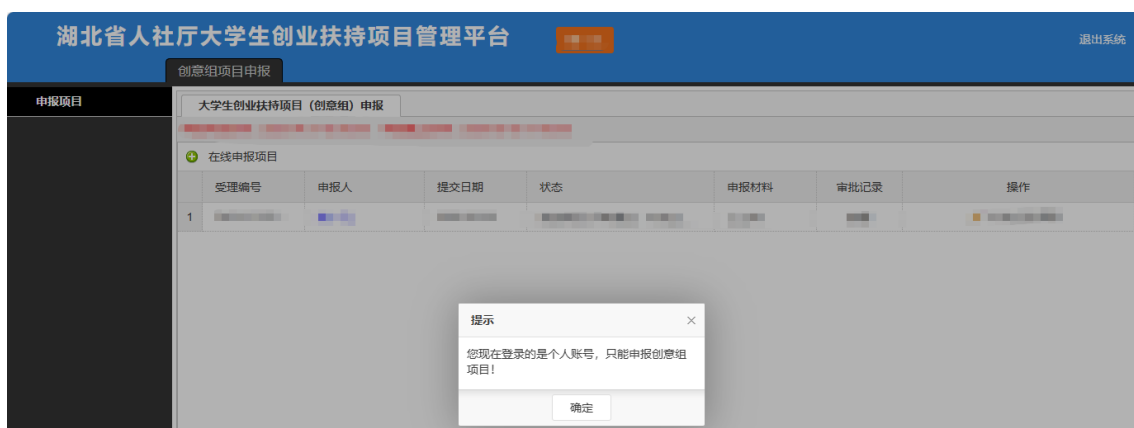 湖北省人社厅大学生创业扶持项目管理平台
退出系统
创意组项目申报
申报项目
大学生创业扶持项目（创意组）申报
在线申报项目
受理编号 申报人 提交日期 状态 申报材料 审批记录 操作
1
提示
您现在登录的是个人账号，只能申报创意组
项目！
确定